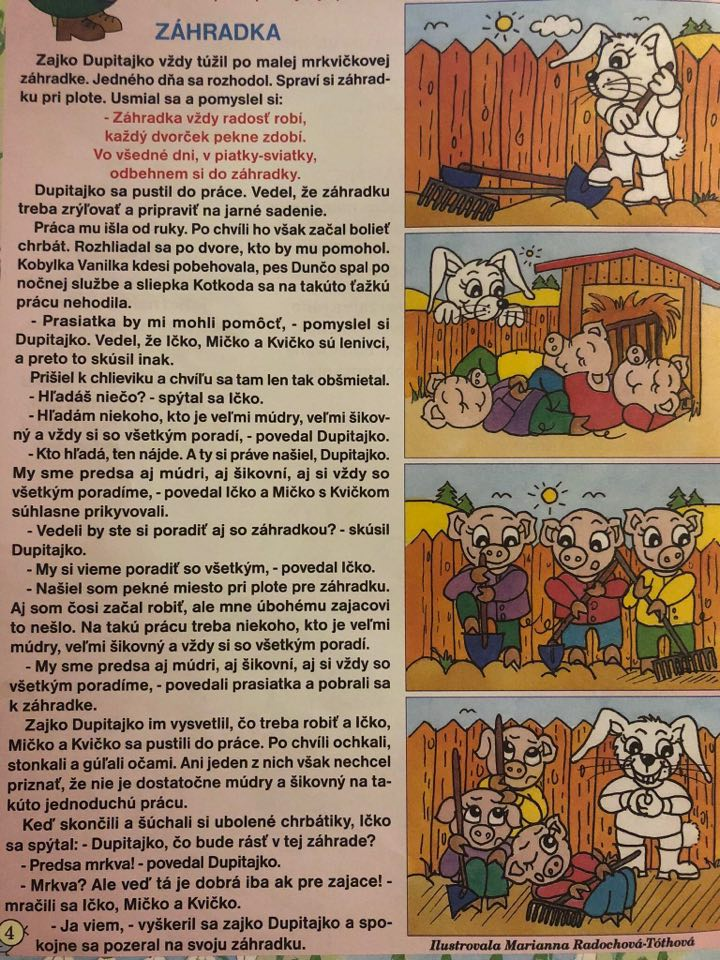 ZÁHRADKA
Zajko Dupitajko vždy túžil po malej mrkvičkovej
záhradke. Jedného dňa sa rozhodol. Spraví si záhrad-
ku pri plote. Usmial sa a pomyslel si:
- Záhradka vždy radosť robí,
každý dvorček pekne zdobí.
Vo všedné dni, v piatky-sviatky,
odbehnem si do záhradky.
Dupitajko sa pustil do práce. Vedel, že záhradku
treba zrýľovať a pripraviť na jarné sadenie.
Práca mu išla od ruky. Po chvíli ho však začal bolieť
chrbát. Rozhliadal sa po dvore, kto by mu pomohol.
Kobylka Vanilka kdesi pobehovala, pes Dunčo spal po
nočnej službe a sliepka Kotkoda sa na takúto ťažkú
prácu nehodila.
- Prasiatka by mi mohli pomôcť, - pomyslel si
Dupitajko. Vedel, že Ičko, Mičko a Kvičko sú lenivci,
a preto to skúsil inak.
Prišiel k chlieviku a chvíľu sa tam len tak obšmietal.
- Hľadáš niečo? - spýtal sa Ičko.
- Hľadám niekoho, kto je veľmi múdry, veľmi šikov-
ný a vždy si so všetkým poradí, - povedal Dupitajko.
- Kto hľadá, ten nájde. A ty si práve našiel, Dupitajko.
My sme predsa aj múdri, aj šikovní, aj si vždy so
všetkým poradíme, - povedal Ičko a Mičko s Kvičkom
súhlasne prikyvovali.
- Vedeli by ste si poradiť aj so záhradkou? - skúsil
Dupitajko.
- My si vieme poradiť so všetkým, - povedal Ičko.
- Našiel som pekné miesto pri plote pre záhradku.
Aj som čosi začal robiť, ale mne úbohému zajacovi
to nešlo. Na takú prácu treba niekoho, kto je veľmi
múdry, veľmi šikovný a vždy si so všetkým poradí.
- My sme predsa aj múdri, aj šikovní, aj si vždy so
všetkým poradíme, - povedali prasiatka a pobrali sa
k záhradke.
Zajko Dupitajko im vysvetlil, čo treba robiť a Ičko,
Mičko a Kvičko sa pustili do práce. Po chvíli ochkali,
stonkali a gúľali očami. Ani jeden z nich však nechcel
priznať, že nie je dostatočne múdry a šikovný na ta-
kúto jednoduchú prácu.
Keď skončili a šúchali si ubolené chrbátiky, Ičko
sa spýtal: - Dupitajko, čo bude rásť v tej záhrade?
- Predsa mrkva! - povedal Dupitajko.
- Mrkva? Ale veď tá je dobrá iba ak pre zajace! -
mračili sa Ičko, Mičko a Kvičko.
- Ja viem, - vyškeril sa zajko Dupitajko a spo-
kojne sa pozeral na svoju záhradku.
4
Ilustrovala Marianna Radochová-Tóthová